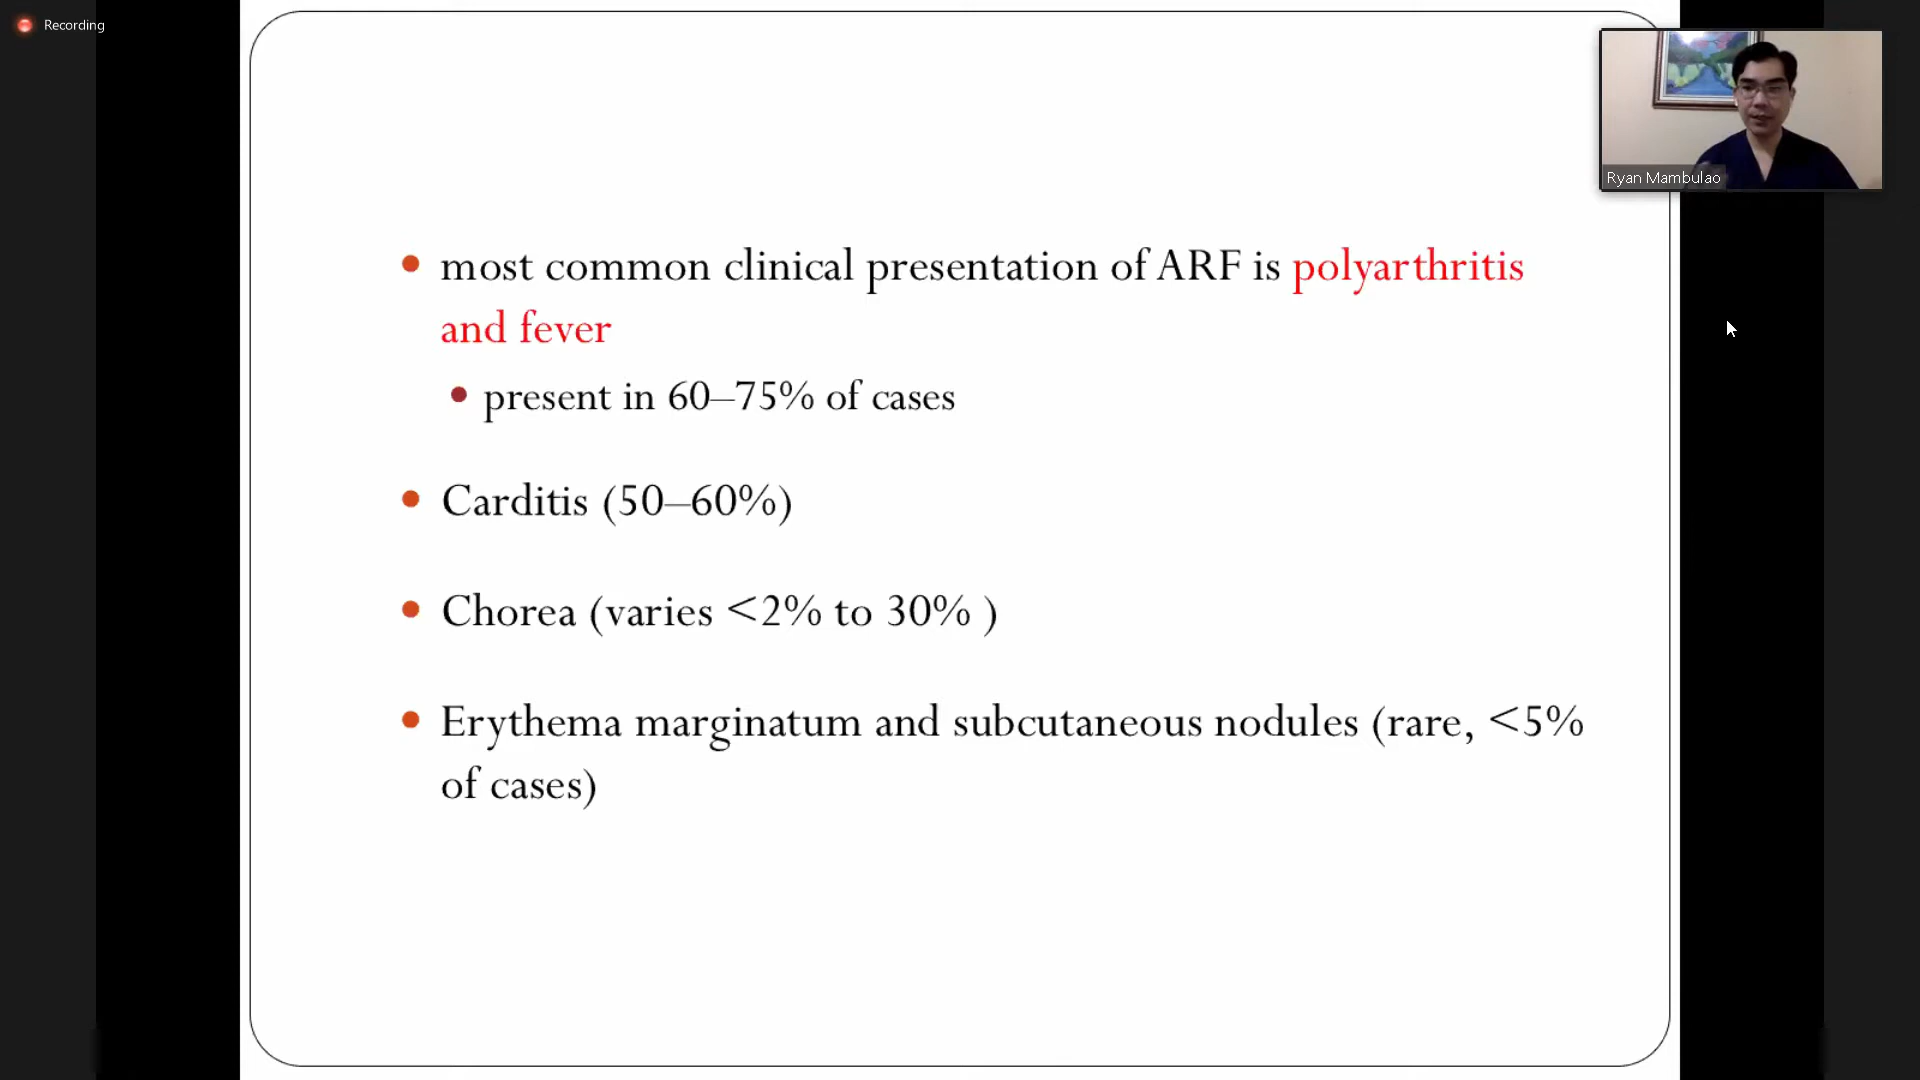 Recording
Ryan Mambulao
• most common clinical presentation of ARF is polyarthritis
and fever
• present in 60–75% of cases
• Carditis (50–60%)
• Chorea (varies <2% to 30% )
• Erythema marginatum and subcutaneous nodules (rare, <5%
of cases)